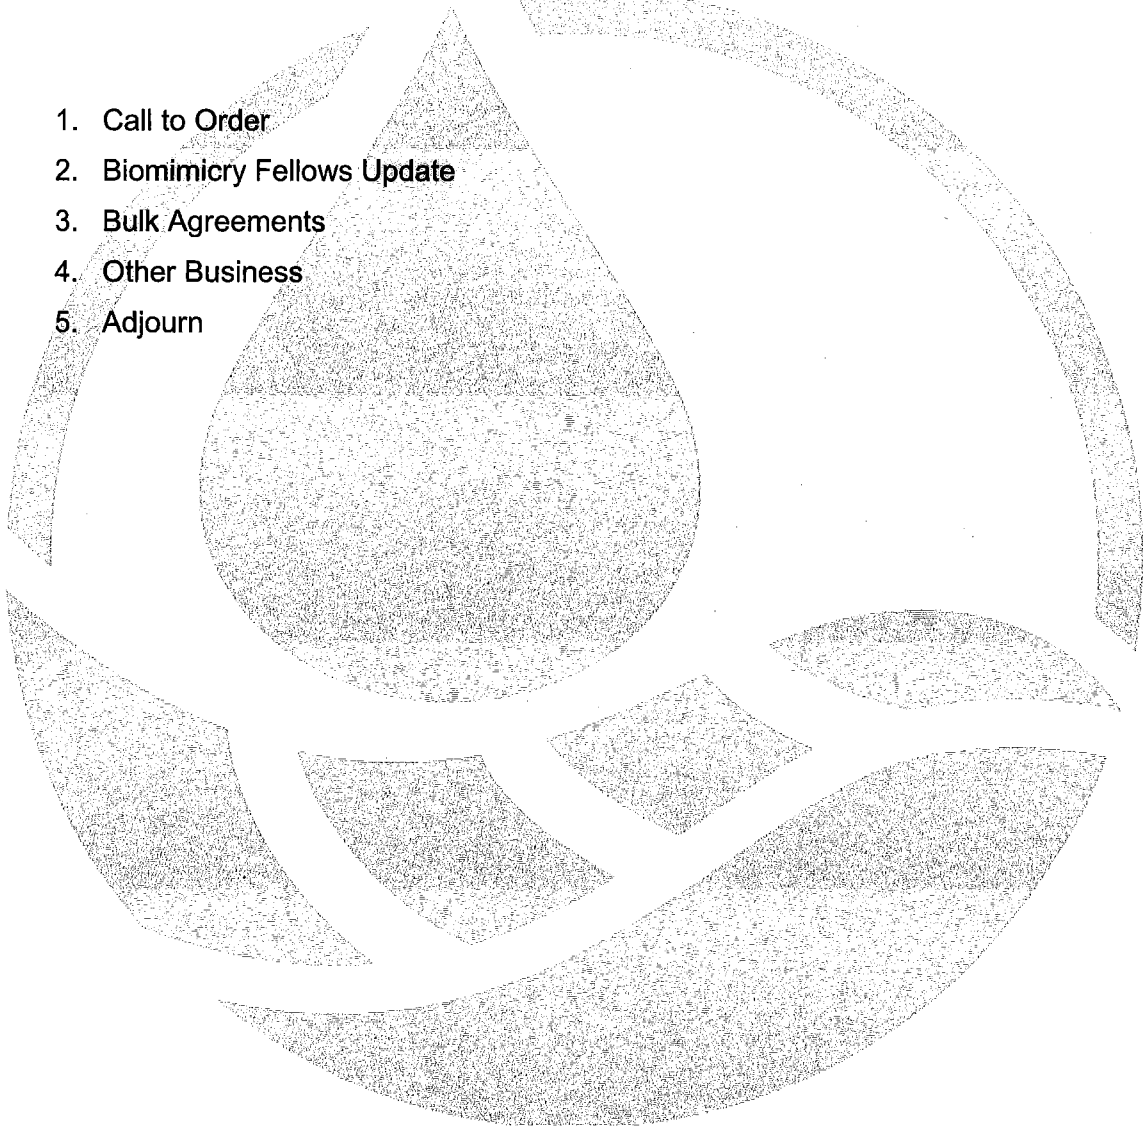 1. Call to Order
2. Biomimicry Fellows Update
3. Bulk Agreements
4. Other Business
5. Adjourn